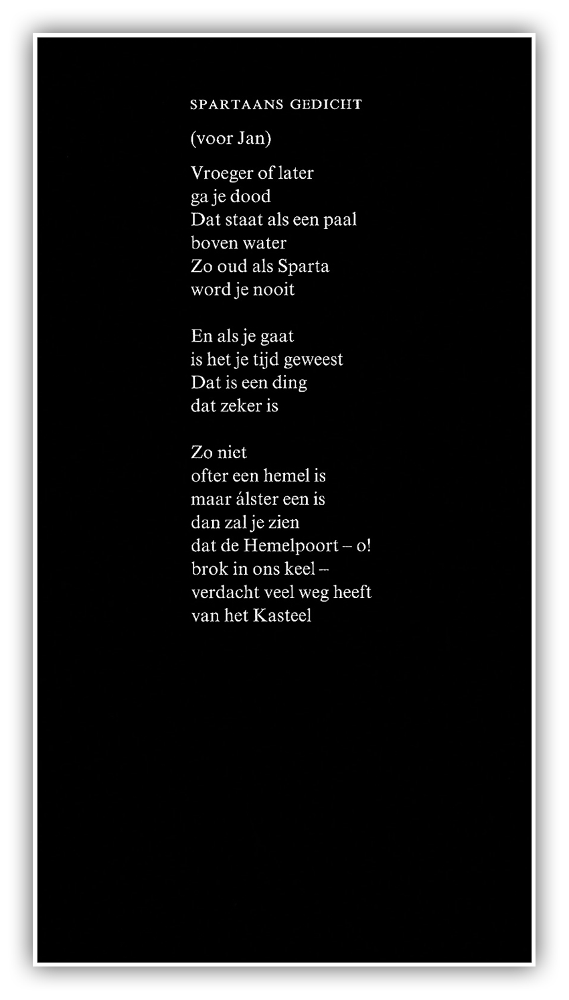 SPARTAANS GEDICHT
(voor Jan)
Vroeger of later
ga je dood
Dat staat als een paal
boven water
Zo oud als Sparta
word je nooit
En als je gaat
is het je tijd geweest
Dat is een ding
dat zeker is
Zo niet
ofter een hemel is
maar álster een is
dan zal je zien
dat de Hemelpoort – o!
brok in ons keel –
verdacht veel weg heeft
van het Kasteel